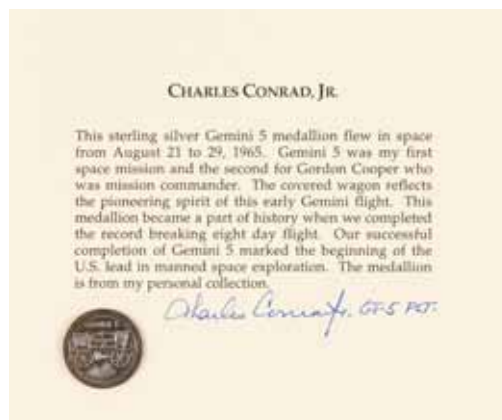 CHARLES CONRAD, JR.
This sterling silver Gemini 5 medallion flew in space
from August 21 to 29, 1965. Gemini 5 was my first
space mission and the second for Gordon Cooper who
was mission commander. The covered wagon reflects
the pioneering spirit of this early Gemini flight. This
medallion became a part of history when we completed
the record breaking eight day flight. Our successful
completion of Gemini 5 marked the beginning of the
U.S. lead in manned space exploration. The medallion
is from my personal collection.
Charles Conrad Jr. GT-5 PLT.